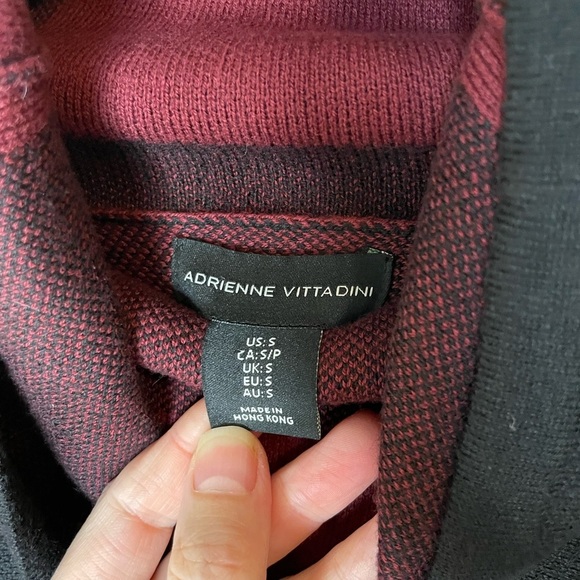 ADRIENNE VITTADINI
US: S
CA: S/P
UK: S
EU: S
AU: S
MADE IN
HONG KONG